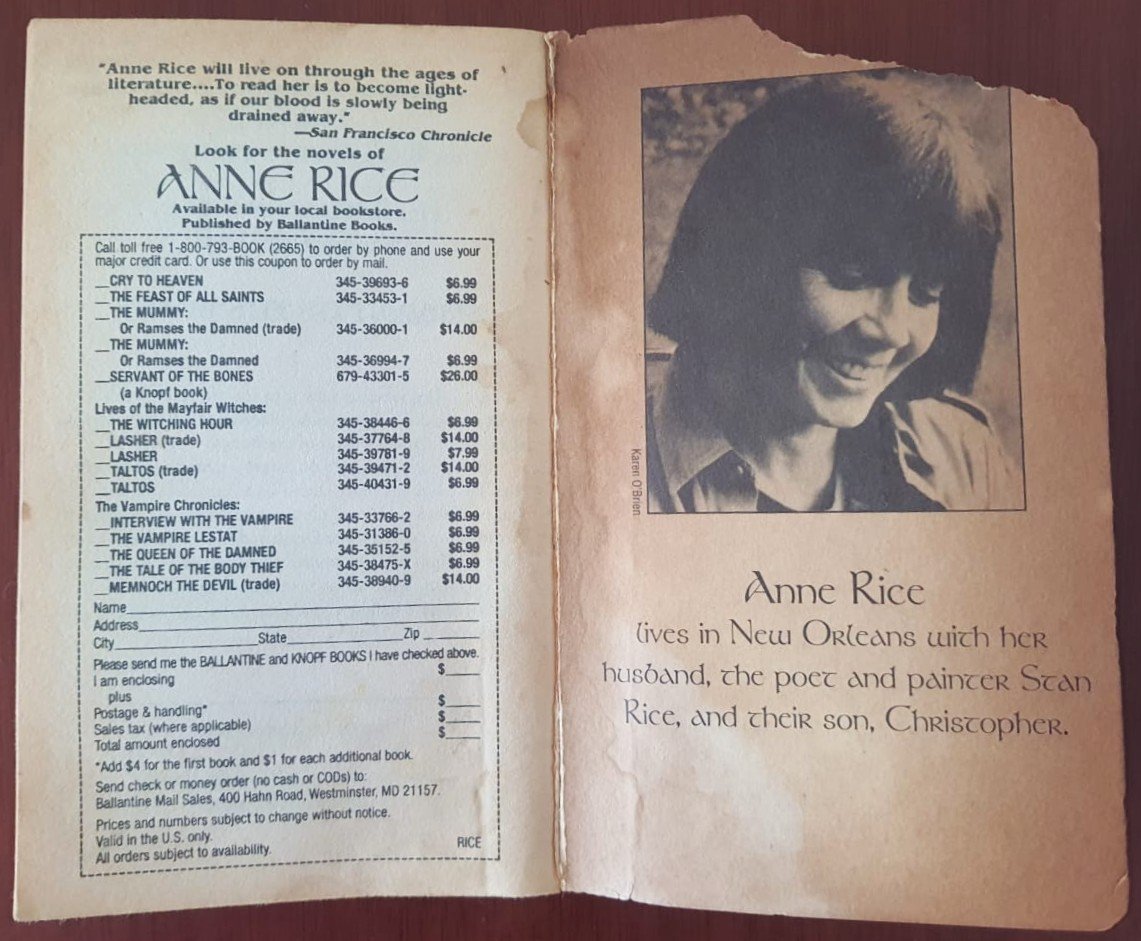 "Anne Rice will live on through the ages of
literature....To read her is to become light-
headed, as if our blood is slowly being
drained away."
—San Francisco Chronicle
Look for the novels of
ANNE RICE
Available in your local bookstore.
Published by Ballantine Books.
Call toll free 1-800-793-BOOK (2665) to order by phone and use your
major credit card. Or use this coupon to order by mail.
__CRY TO HEAVEN 345-39693-6 $6.99
__THE FEAST OF ALL SAINTS 345-33453-1 $6.99
__THE MUMMY:
Or Ramses the Damned (trade) 345-36000-1 $14.00
__THE MUMMY:
Or Ramses the Damned 345-36994-7 $6.99
__SERVANT OF THE BONES 679-43301-5 $26.00
(a Knopf book)
Lives of the Mayfair Witches:
__THE WITCHING HOUR 345-38446-6 $6.99
__LASHER (trade) 345-37764-8 $14.00
__LASHER 345-39781-9 $7.99
__TALTOS (trade) 345-39471-2 $14.00
__TALTOS 345-40431-9 $6.99
The Vampire Chronicles:
__INTERVIEW WITH THE VAMPIRE 345-33766-2 $6.99
__THE VAMPIRE LESTAT 345-31386-0 $6.99
__THE QUEEN OF THE DAMNED 345-35152-5 $6.99
__THE TALE OF THE BODY THIEF 345-38475-X $6.99
__MEMNOCH THE DEVIL (trade) 345-38940-9 $14.00
Name
Address
City State Zip
Please send me the BALLANTINE and KNOPF BOOKS I have checked above.
I am enclosing $
plus
Postage & handling* $
Sales tax (where applicable) $
Total amount enclosed $
*Add $4 for the first book and $1 for each additional book.
Send check or money order (no cash or CODs) to:
Ballantine Mail Sales, 400 Hahn Road, Westminster, MD 21157.
Prices and numbers subject to change without notice.
Valid in the U.S. only.
All orders subject to availability. RICE
Karen O'Brien
Anne Rice
lives in New Orleans with her
husband, the poet and painter Stan
Rice, and their son, Christopher.